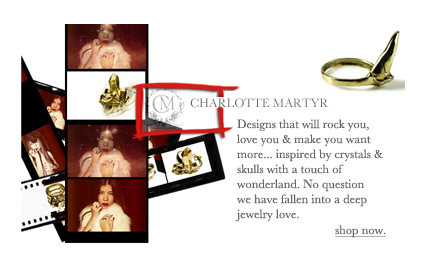 M
CHARLOTTE MARTYR
Designs that will rock you,
love you & make you want
more... inspired by crystals &
skulls with a touch of
wonderland. No question
we have fallen into a deep
jewelry love.
shop now.